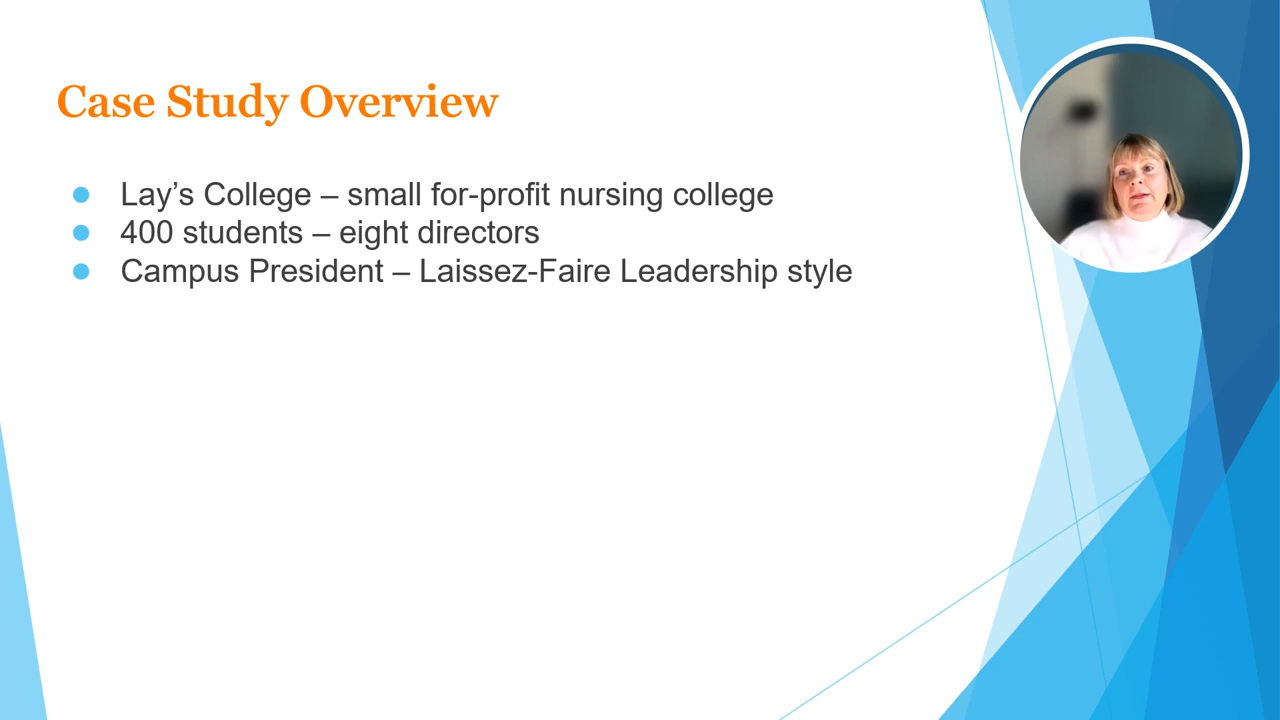 Case Study Overview
Lay’s College – small for-profit nursing college
400 students – eight directors
Campus President – Laissez-Faire Leadership style